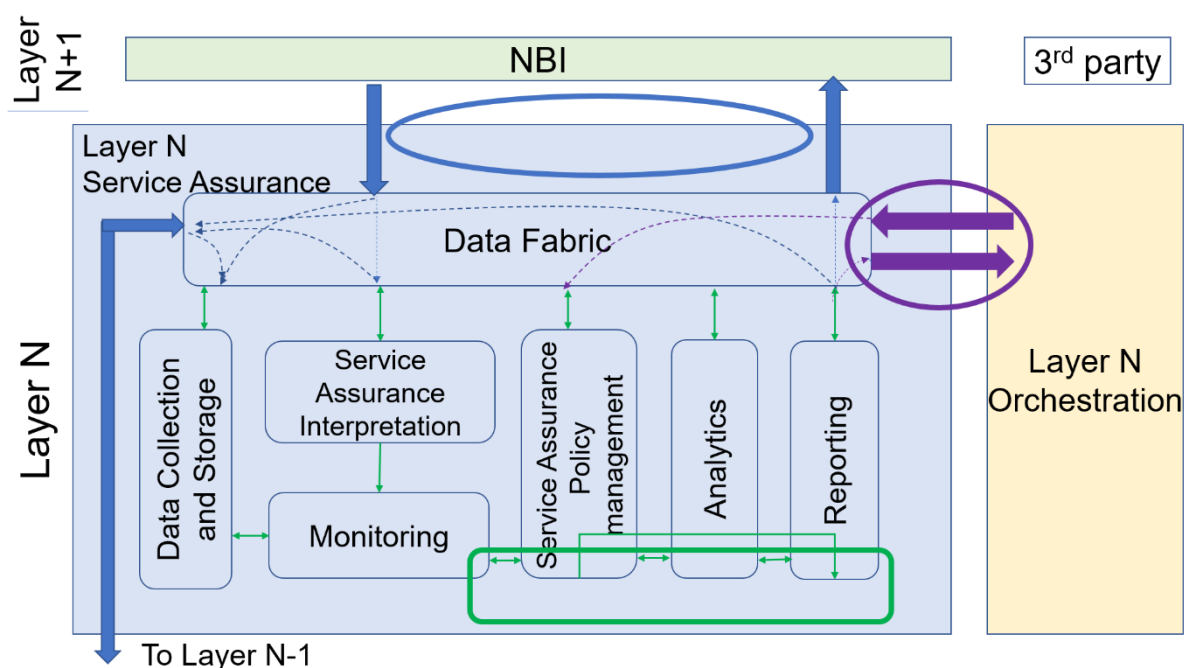 Layer
N+1
NBI
3rd party
Layer N
Service Assurance
Data Fabric
Layer N
Data Collection
and Storage
Service
Assurance
Interpretation
Monitoring
Service Assurance
Policy
management
Analytics
Reporting
Layer N
Orchestration
To Layer N-1